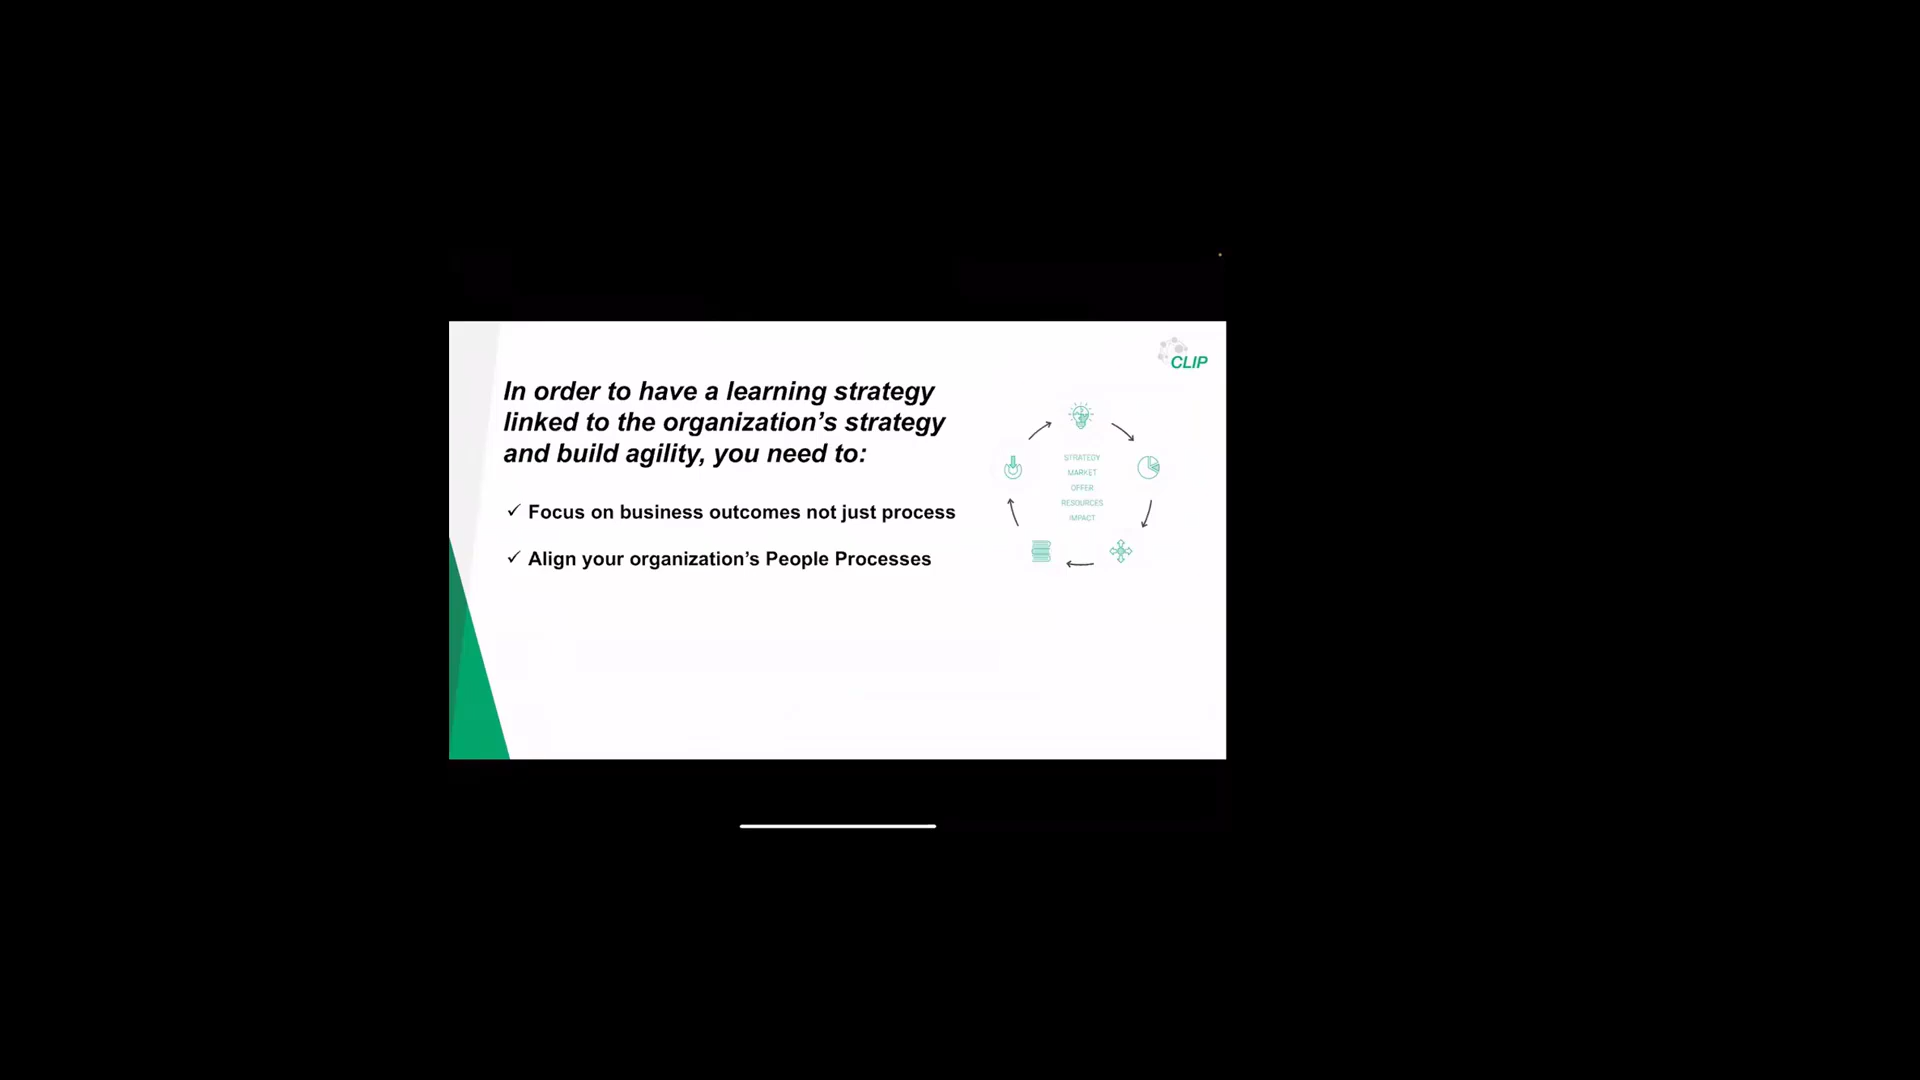 CLIP
In order to have a learning strategy
linked to the organization’s strategy
and build agility, you need to:
✓ Focus on business outcomes not just process
✓ Align your organization’s People Processes
STRATEGY
MARKET
OFFER
RESOURCES
IMPACT